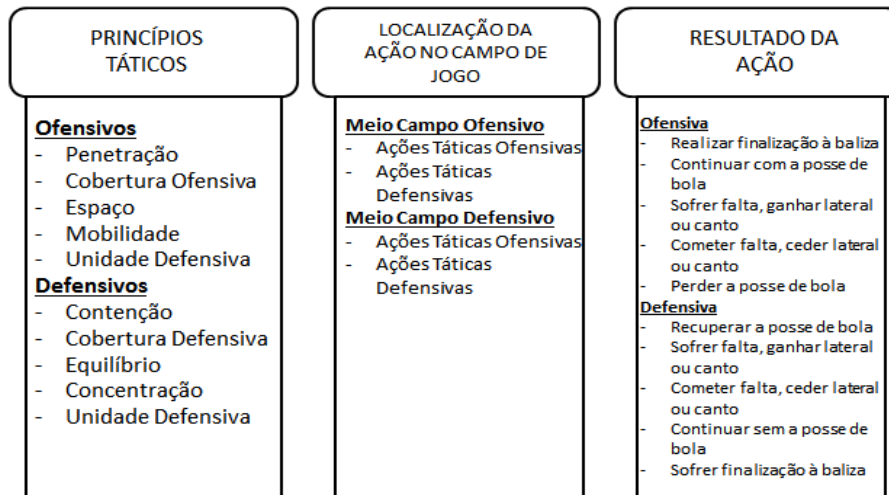 PRINCÍPIOS
TÁTICOS
Ofensivos
- Penetração
- Cobertura Ofensiva
- Espaço
- Mobilidade
- Unidade Defensiva
Defensivos
- Contenção
- Cobertura Defensiva
- Equilíbrio
- Concentração
- Unidade Defensiva
LOCALIZAÇÃO DA
AÇÃO NO CAMPO DE
JOGO
Meio Campo Ofensivo
- Ações Táticas Ofensivas
- Ações Táticas
Defensivas
Meio Campo Defensivo
- Ações Táticas Ofensivas
- Ações Táticas
Defensivas
RESULTADO DA
AÇÃO
Ofensiva
- Realizar finalização à baliza
- Continuar com a posse de
bola
- Sofrer falta, ganhar lateral
ou canto
- Cometer falta, ceder lateral
ou canto
- Perder a posse de bola
Defensiva
- Recuperar a posse de bola
- Sofrer falta, ganhar lateral
ou canto
- Cometer falta, ceder lateral
ou canto
- Continuar sem a posse de
bola
- Sofrer finalização à baliza